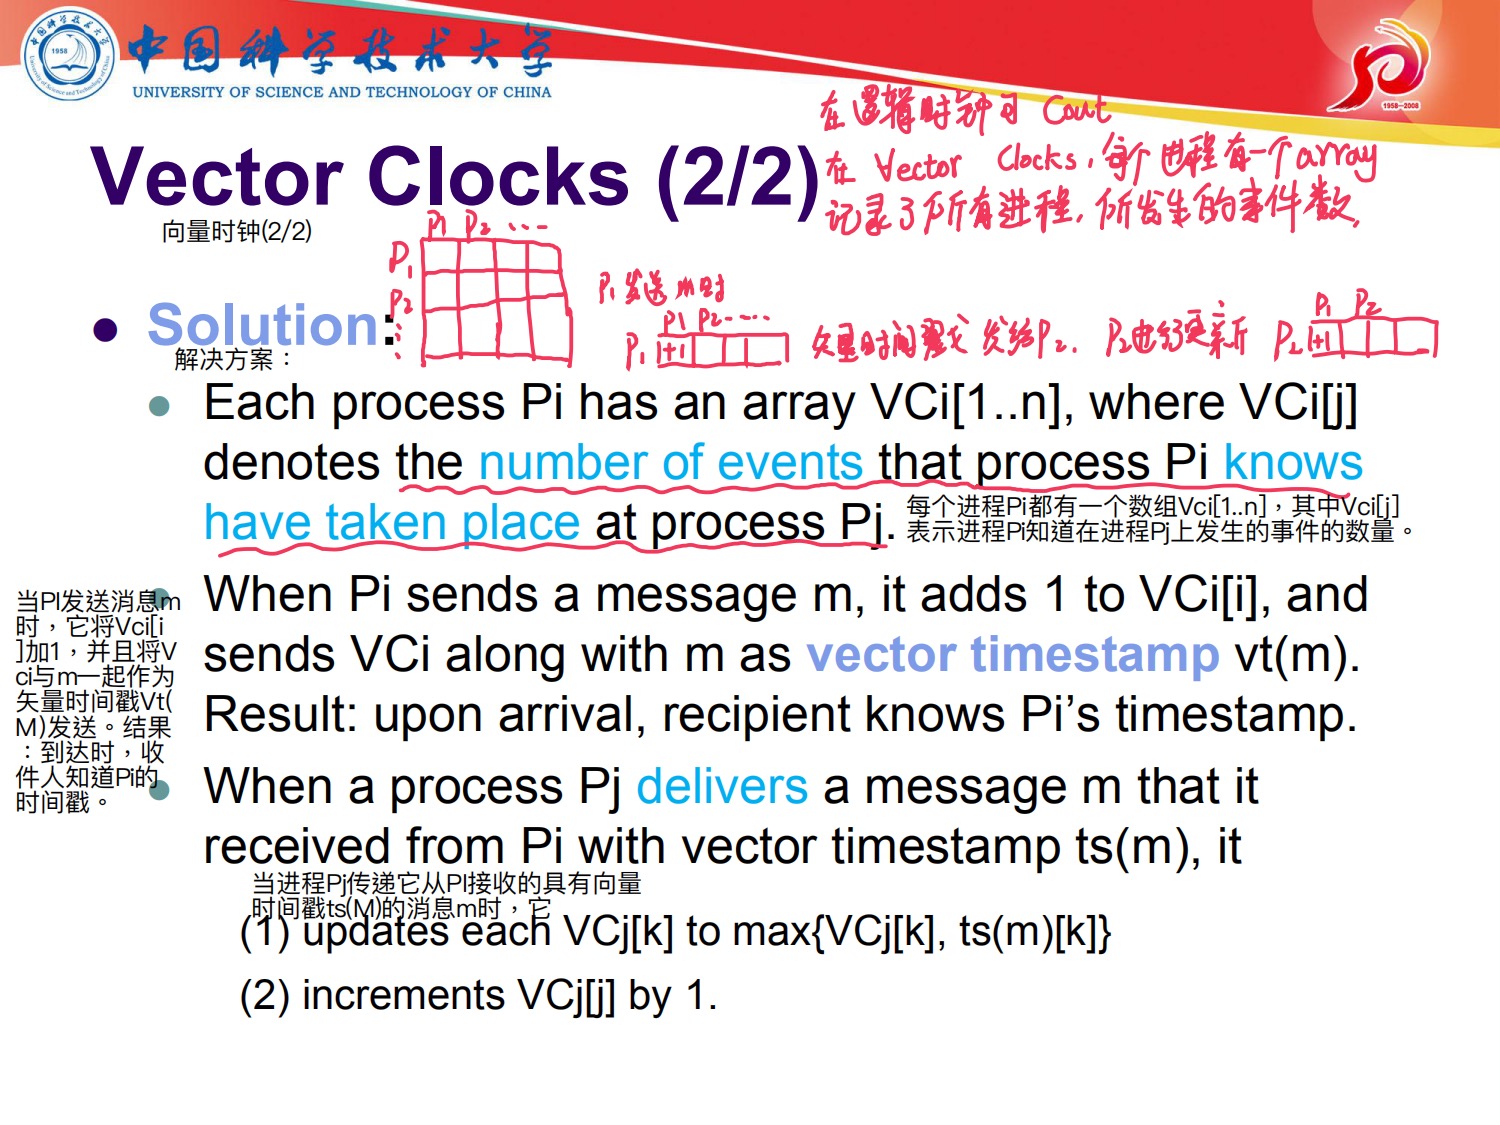 中国科学技术大学
UNIVERSITY OF SCIENCE AND TECHNOLOGY OF CHINA
1958
1958—2008
在逻辑时钟中 Cout
在 Vector Clocks,每个进程有一个array
记录了所有进程,所发生的事件数,
Vector Clocks (2/2)
向量时钟(2/2)
P1 P2 ...
P1
P2
P1发送m时
P1 P2.....
P1 +1
矢量时间戳 发给P2. P2也要更新
P1 P2
P2 +1
Solution:
解决方案:
Each process Pi has an array VCi[1..n], where VCi[j]
denotes the number of events that process Pi knows
have taken place at process Pj.
每个进程Pi都有一个数组Vci[1..n],其中Vci[j]
表示进程Pi知道在进程Pj上发生的事件的数量。
When Pi sends a message m, it adds 1 to VCi[i], and
sends VCi along with m as vector timestamp vt(m).
Result: upon arrival, recipient knows Pi’s timestamp.
当PI发送消息m
时,它将Vci[i
]加1,并且将V
ci与m一起作为
矢量时间戳Vt(
M)发送。结果
:到达时,收
件人知道Pi的
时间戳。
When a process Pj delivers a message m that it
received from Pi with vector timestamp ts(m), it
当进程Pj传递它从PI接收的具有向量
时间戳ts(M)的消息m时,它
(1) updates each VCj[k] to max{VCj[k], ts(m)[k]}
(2) increments VCj[j] by 1.